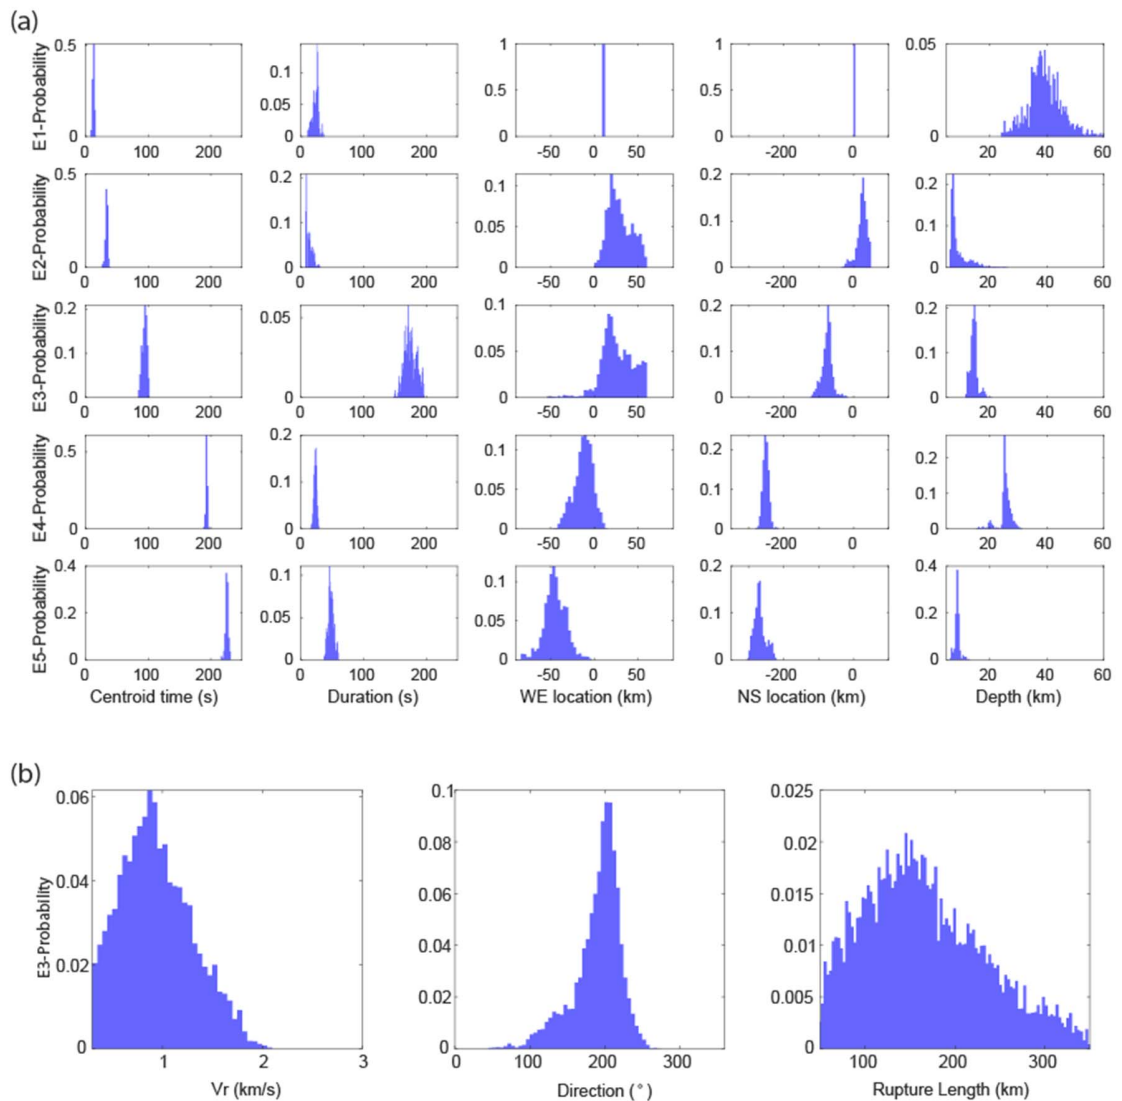 (a)
E1-Probability
0.5 0.1 1 1 0.05
0.05 0.5 0.5
0 0 0 0 0
0 100 200 0 100 200 -50 0 50 -200 0 20 40 60
E2-Probability
0.5 0.2 0.1 0.2 0.2
0.1 0.05 0.1 0.1
0 0 0 0 0
0 100 200 0 100 200 -50 0 50 -200 0 20 40 60
E3-Probability
0.2 0.05 0.1 0.2 0.2
0.1 0.05 0.1 0.1
0 0 0 0 0
0 100 200 0 100 200 -50 0 50 -200 0 20 40 60
E4-Probability
0.5 0.2 0.1 0.2 0.2
0.1 0.05 0.1 0.1
0 0 0 0 0
0 100 200 0 100 200 -50 0 50 -200 0 20 40 60
E5-Probability
0.4 0.1 0.1 0.2 0.4
0.2 0.05 0.05 0.1 0.2
0 0 0 0 0
0 100 200 0 100 200 -50 0 50 -200 0 20 40 60
Centroid time (s) Duration (s) WE location (km) NS location (km) Depth (km)
(b)
E3-Probability
0.06 0.1 0.025
0.08 0.02
0.04 0.06 0.015
0.04 0.01
0.02 0.02 0.005
0 0
1 2 3 0 100 200 300 100 200 300
Vr (km/s) Direction (°) Rupture Length (km)